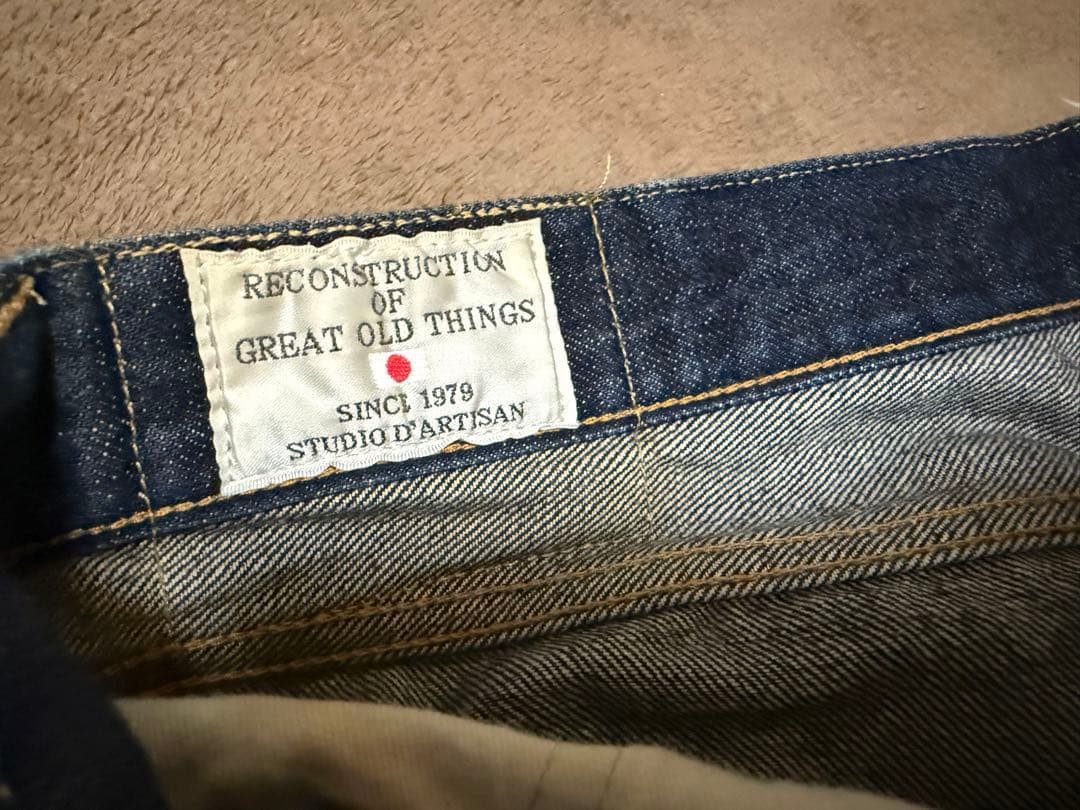 RECONSTRUCTION
OF
GREAT OLD THINGS
SINCE 1979
STUDIO D'ARTISAN